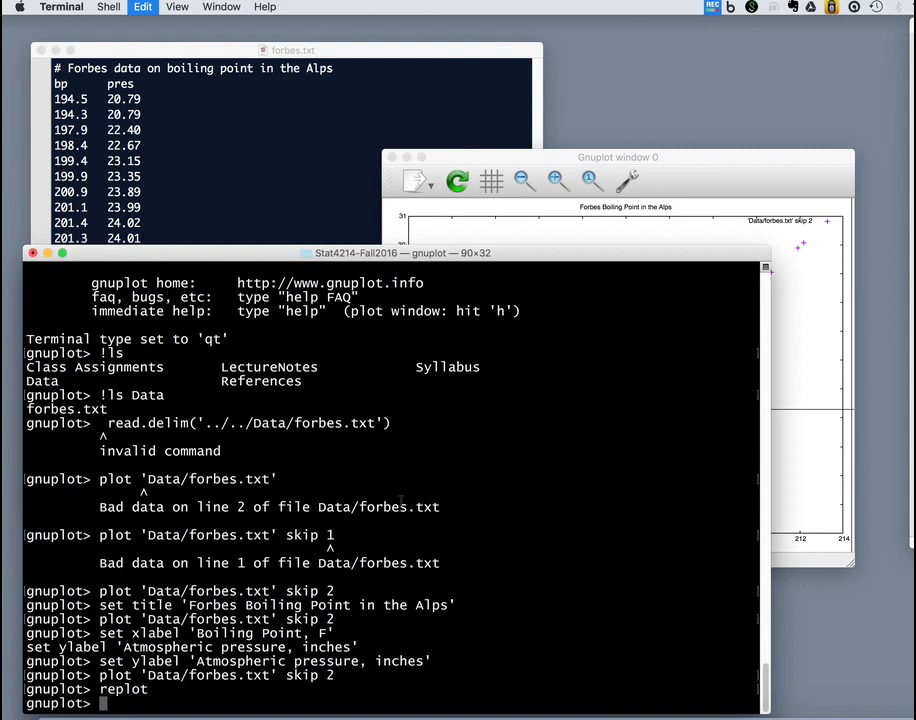 Terminal Shell Edit View Window Help
REC
forbes.txt
# Forbes data on boiling point in the Alps
bp pres
194.5 20.79
194.3 20.79
197.9 22.40
198.4 22.67
199.4 23.15
199.9 23.35
200.9 23.89
201.1 23.99
201.4 24.02
201.3 24.01
Gnuplot window 0
Forbes Boiling Point in the Alps
31
'Data/forbes.txt' skip 2
212 214
Stat4214-Fall2016 — gnuplot — 90×32
gnuplot home: http://www.gnuplot.info
faq, bugs, etc: type "help FAQ"
immediate help: type "help" (plot window: hit 'h')
Terminal type set to 'qt'
gnuplot> !ls
Class Assignments LectureNotes Syllabus
Data References
gnuplot> !ls Data
forbes.txt
gnuplot> read.delim('../../Data/forbes.txt')
^
invalid command
gnuplot> plot 'Data/forbes.txt'
^
Bad data on line 2 of file Data/forbes.txt
gnuplot> plot 'Data/forbes.txt' skip 1
^
Bad data on line 1 of file Data/forbes.txt
gnuplot> plot 'Data/forbes.txt' skip 2
gnuplot> set title 'Forbes Boiling Point in the Alps'
gnuplot> plot 'Data/forbes.txt' skip 2
gnuplot> set xlabel 'Boiling Point, F'
set ylabel 'Atmospheric pressure, inches'
gnuplot> set ylabel 'Atmospheric pressure, inches'
gnuplot> plot 'Data/forbes.txt' skip 2
gnuplot> replot
gnuplot>